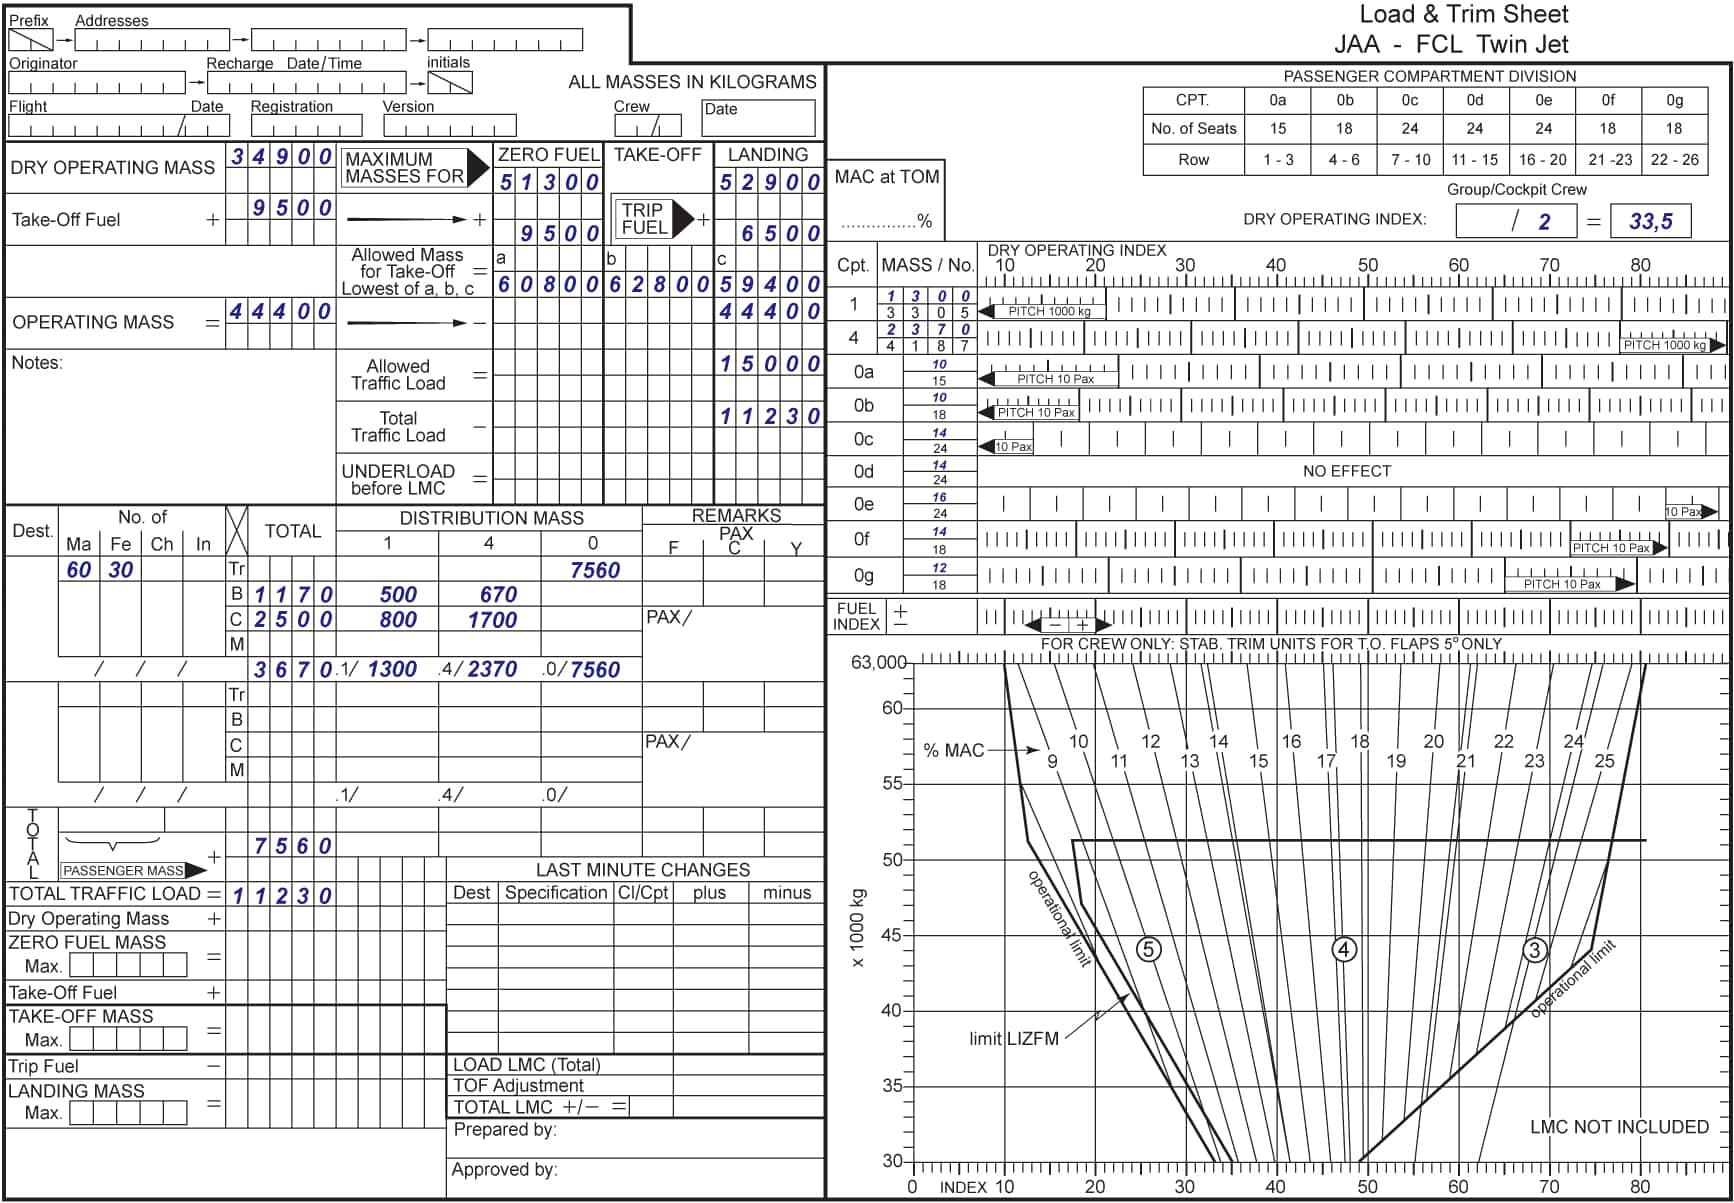 Load & Trim Sheet
JAA - FCL Twin Jet
Prefix Addresses
Originator Recharge Date/Time initials
ALL MASSES IN KILOGRAMS
Flight Date Registration Version Crew Date
DRY OPERATING MASS 34900 MAXIMUM MASSES FOR ZERO FUEL TAKE-OFF LANDING
51300 52900
Take-Off Fuel + 9500 + TRIP FUEL +
9500 6500
Allowed Mass for Take-Off Lowest of a, b, c = a b c
60800 62800 59400
OPERATING MASS = 44400 − 44400
Notes:
Allowed Traffic Load = 15000
Total Traffic Load − 11230
UNDERLOAD before LMC =
Dest. No. of TOTAL DISTRIBUTION MASS REMARKS
Ma Fe Ch In 1 4 0 PAX
F C Y
60 30 Tr 7560
B 1170 500 670
C 2500 800 1700 PAX/
M
/ / / 3670 .1/ 1300 .4/ 2370 .0/ 7560
Tr
B
C PAX/
M
/ / / .1/ .4/ .0/
TOTAL
PASSENGER MASS + 7560
TOTAL TRAFFIC LOAD = 11230
Dry Operating Mass +
ZERO FUEL MASS
Max. =
Take-Off Fuel +
TAKE-OFF MASS
Max. =
Trip Fuel −
LANDING MASS
Max. =
LAST MINUTE CHANGES
Dest Specification Cl/Cpt plus minus
LOAD LMC (Total)
TOF Adjustment
TOTAL LMC +/− =
Prepared by:
Approved by:
PASSENGER COMPARTMENT DIVISION
CPT. 0a 0b 0c 0d 0e 0f 0g
No. of Seats 15 18 24 24 24 18 18
Row 1 - 3 4 - 6 7 - 10 11 - 15 16 - 20 21 -23 22 - 26
MAC at TOM
...............%
Group/Cockpit Crew
DRY OPERATING INDEX: / 2 = 33,5
DRY OPERATING INDEX
Cpt. MASS / No. 10 20 30 40 50 60 70 80
1 1300
3305 PITCH 1000 kg
4 2370
4187 PITCH 1000 kg
0a 10
15 PITCH 10 Pax
0b 10
18 PITCH 10 Pax
0c 14
24 10 Pax
0d 14
24 NO EFFECT
0e 16
24 10 Pax
0f 14
18 PITCH 10 Pax
0g 12
18 PITCH 10 Pax
FUEL INDEX + − − +
FOR CREW ONLY: STAB. TRIM UNITS FOR T.O. FLAPS 5º ONLY
63,000
60
10 12 14 16 18 20 22 24
% MAC
9 11 13 15 17 19 21 23 25
55
50
operational limit
x 1000 kg
45
5 4 3
operational limit
40
limit LIZFM
35
LMC NOT INCLUDED
30
0 INDEX 10 20 30 40 50 60 70 80